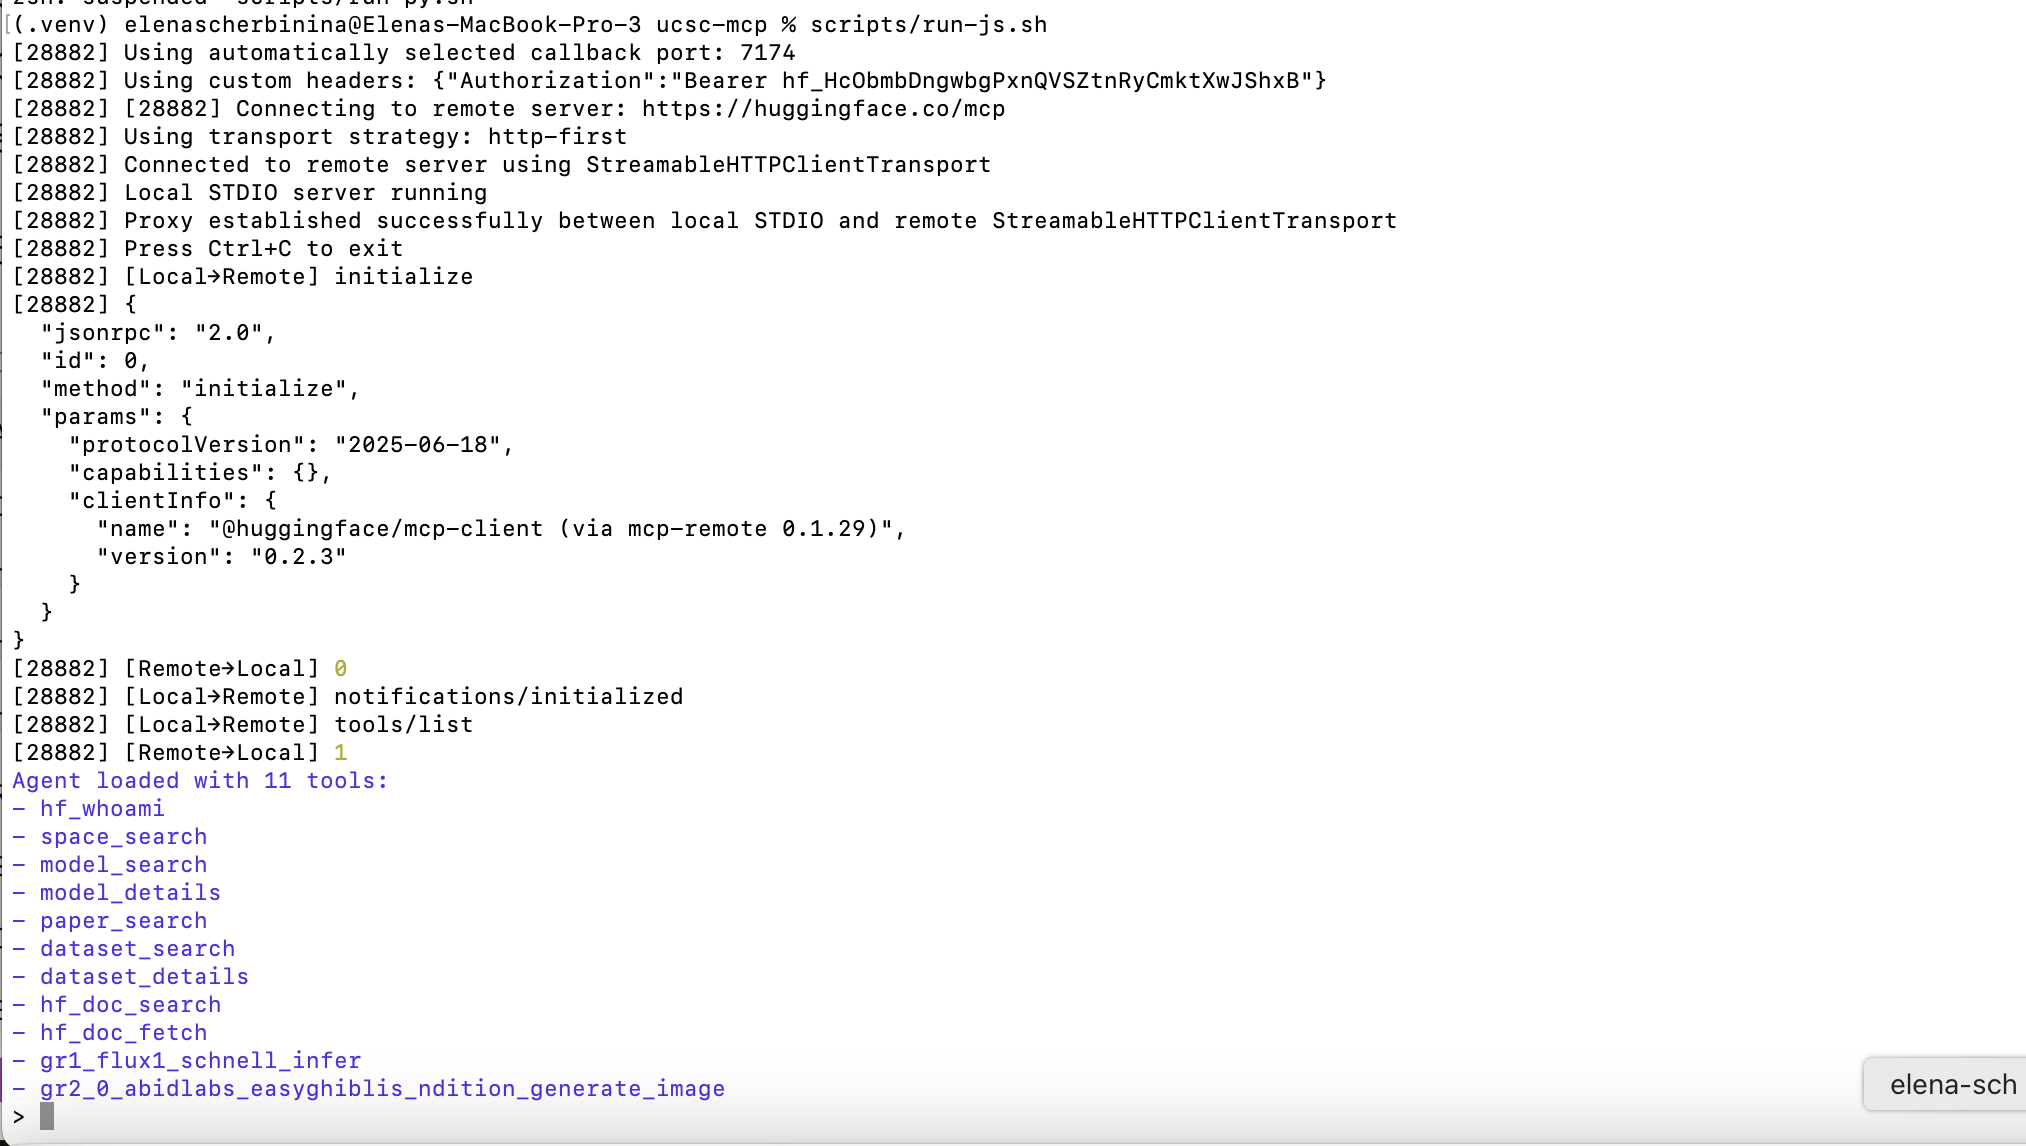 zsh: suspended  scripts/run-py.sh
(.venv) elenascherbinina@Elenas-MacBook-Pro-3 ucsc-mcp % scripts/run-js.sh
[28882] Using automatically selected callback port: 7174
[28882] Using custom headers: {"Authorization":"Bearer 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"}
[28882] [28882] Connecting to remote server: https://huggingface.co/mcp
[28882] Using transport strategy: http-first
[28882] Connected to remote server using StreamableHTTPClientTransport
[28882] Local STDIO server running
[28882] Proxy established successfully between local STDIO and remote StreamableHTTPClientTransport
[28882] Press Ctrl+C to exit
[28882] [Local→Remote] initialize
[28882] {
  "jsonrpc": "2.0",
  "id": 0,
  "method": "initialize",
  "params": {
    "protocolVersion": "2025-06-18",
    "capabilities": {},
    "clientInfo": {
      "name": "@huggingface/mcp-client (via mcp-remote 0.1.29)",
      "version": "0.2.3"
    }
  }
}
[28882] [Remote→Local] 0
[28882] [Local→Remote] notifications/initialized
[28882] [Local→Remote] tools/list
[28882] [Remote→Local] 1
Agent loaded with 11 tools:
- hf_whoami
- space_search
- model_search
- model_details
- paper_search
- dataset_search
- dataset_details
- hf_doc_search
- hf_doc_fetch
- gr1_flux1_schnell_infer
- gr2_0_abidlabs_easyghiblis_ndition_generate_image
>
elena-sch